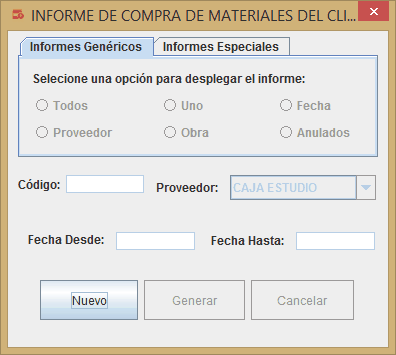 INFORME DE COMPRA DE MATERIALES DEL CLI...
Informes Genéricos Informes Especiales
Selecione una opción para desplegar el informe:
Todos Uno Fecha
Proveedor Obra Anulados
Código: Proveedor: CAJA ESTUDIO
Fecha Desde: Fecha Hasta:
Nuevo Generar Cancelar